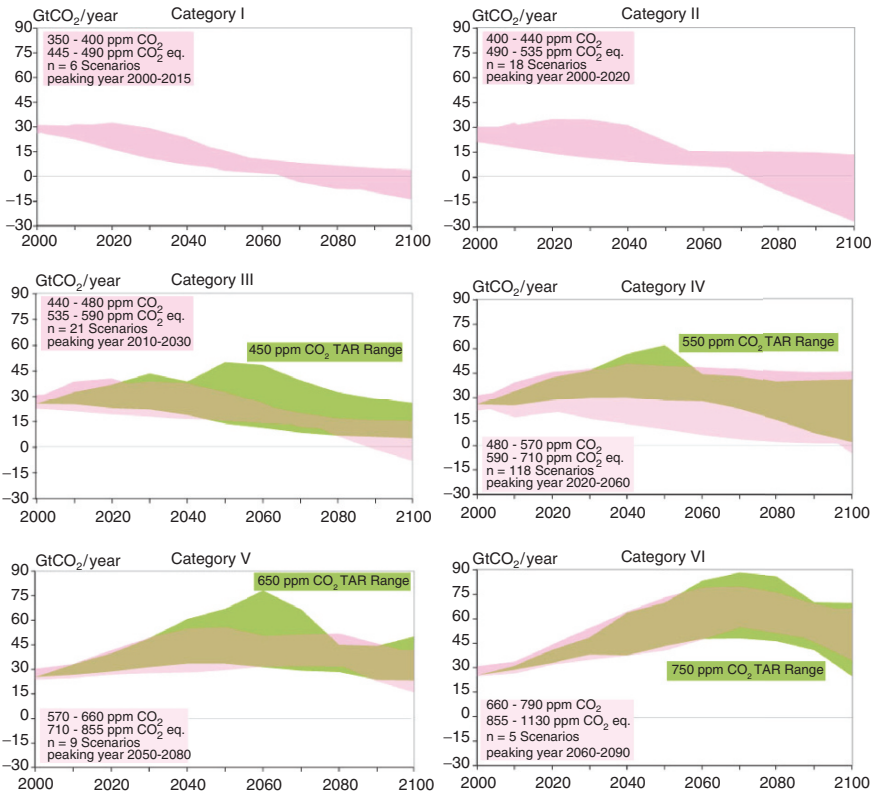 GtCO₂/year Category I
350 - 400 ppm CO₂
445 - 490 ppm CO₂ eq.
n = 6 Scenarios
peaking year 2000-2015
90
75
60
45
30
15
0
−15
−30
2000 2020 2040 2060 2080 2100
GtCO₂/year Category II
400 - 440 ppm CO₂
490 - 535 ppm CO₂ eq.
n = 18 Scenarios
peaking year 2000-2020
90
75
60
45
30
15
0
−15
−30
2000 2020 2040 2060 2080 2100
GtCO₂/year Category III
440 - 480 ppm CO₂
535 - 590 ppm CO₂ eq.
n = 21 Scenarios
peaking year 2010-2030
450 ppm CO₂ TAR Range
90
75
60
45
30
15
0
−15
−30
2000 2020 2040 2060 2080 2100
GtCO₂/year Category IV
550 ppm CO₂ TAR Range
480 - 570 ppm CO₂
590 - 710 ppm CO₂ eq.
n = 118 Scenarios
peaking year 2020-2060
90
75
60
45
30
15
0
−15
−30
2000 2020 2040 2060 2080 2100
GtCO₂/year Category V
650 ppm CO₂ TAR Range
570 - 660 ppm CO₂
710 - 855 ppm CO₂ eq.
n = 9 Scenarios
peaking year 2050-2080
90
75
60
45
30
15
0
−15
−30
2000 2020 2040 2060 2080 2100
GtCO₂/year Category VI
750 ppm CO₂ TAR Range
660 - 790 ppm CO₂
855 - 1130 ppm CO₂ eq.
n = 5 Scenarios
peaking year 2060-2090
90
75
60
45
30
15
0
−15
−30
2000 2020 2040 2060 2080 2100